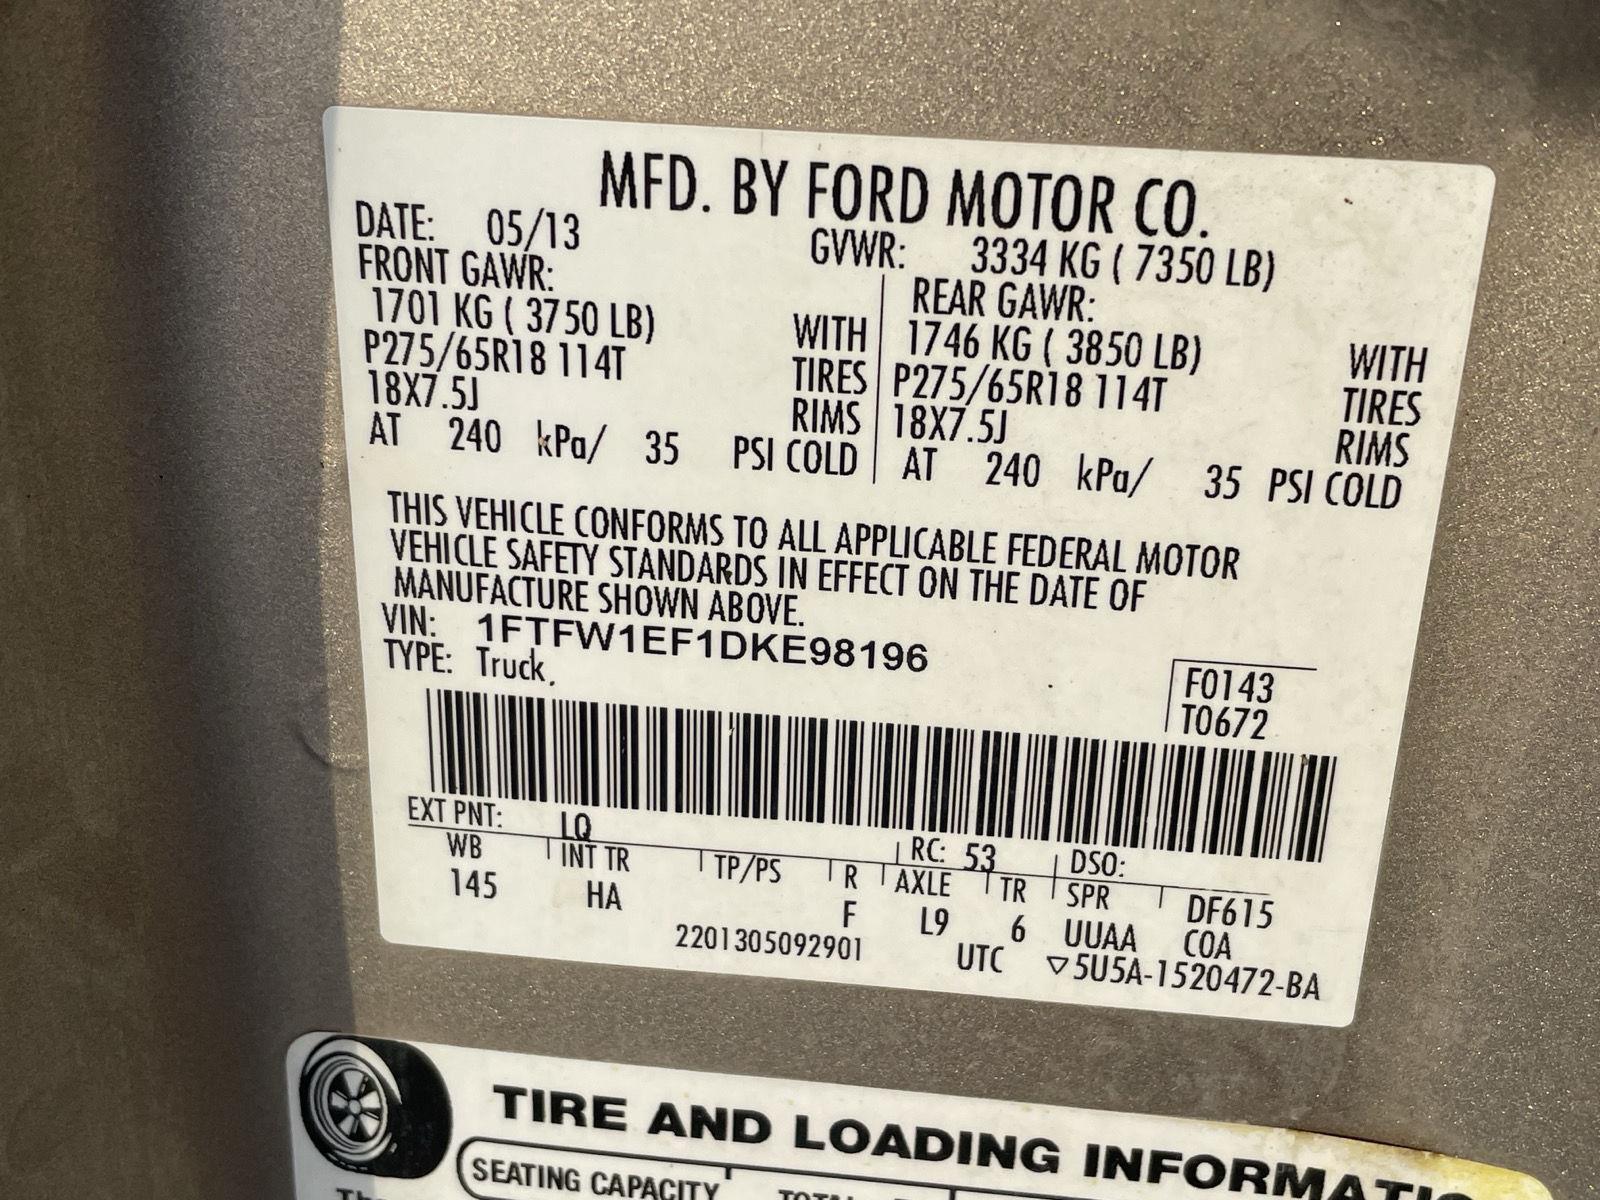 MFD. BY FORD MOTOR CO.
DATE: 05/13 GVWR: 3334 KG ( 7350 LB)
FRONT GAWR: REAR GAWR:
1701 KG ( 3750 LB) WITH 1746 KG ( 3850 LB) WITH
P275/65R18 114T TIRES P275/65R18 114T TIRES
18X7.5J RIMS 18X7.5J RIMS
AT 240 kPa/ 35 PSI COLD AT 240 kPa/ 35 PSI COLD
THIS VEHICLE CONFORMS TO ALL APPLICABLE FEDERAL MOTOR
VEHICLE SAFETY STANDARDS IN EFFECT ON THE DATE OF
MANUFACTURE SHOWN ABOVE.
VIN: 1FTFW1EF1DKE98196
TYPE: Truck
F0143
T0672
EXT PNT: LQ RC: 53 DSO:
WB INT TR TP/PS R AXLE TR SPR DF615
145 HA F L9 6 UUAA COA
2201305092901 UTC ▽5U5A-1520472-BA
TIRE AND LOADING INFORMATIO
SEATING CAPACITY